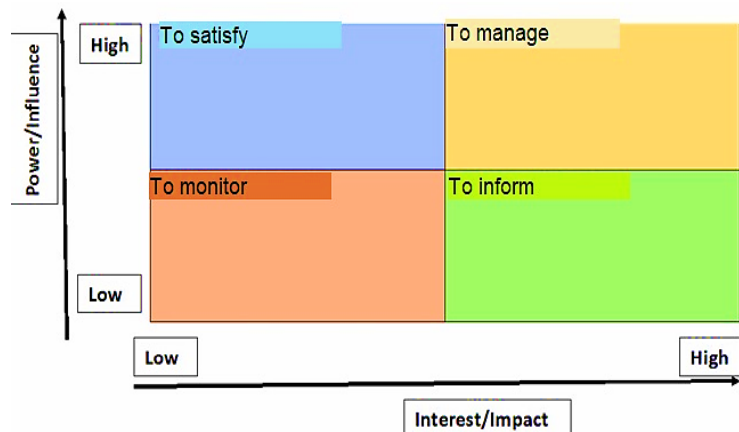 High
To satisfy
To manage
Power/Influence
To monitor
To inform
Low
Low
High
Interest/Impact